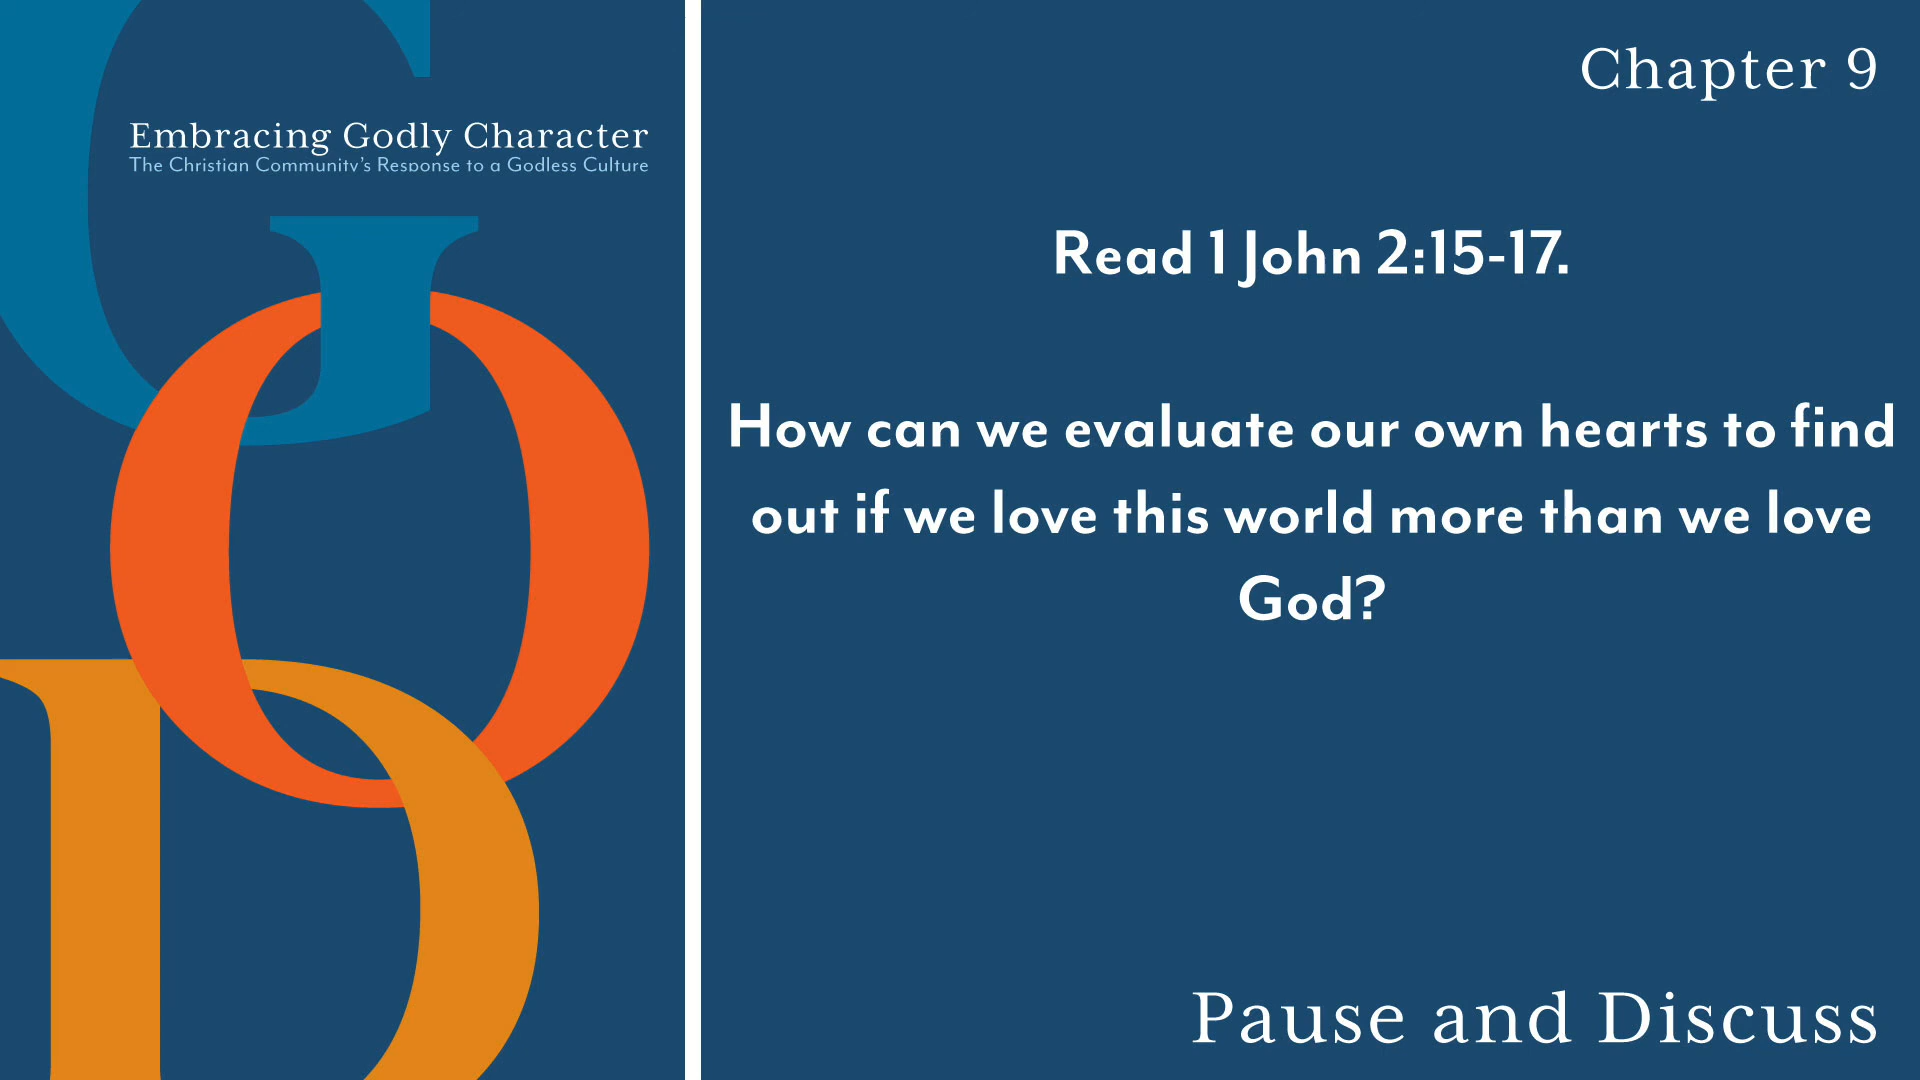 Embracing Godly Character
The Christian Community's Response to a Godless Culture
GOD
Chapter 9
Read 1 John 2:15-17.
How can we evaluate our own hearts to find
out if we love this world more than we love
God?
Pause and Discuss